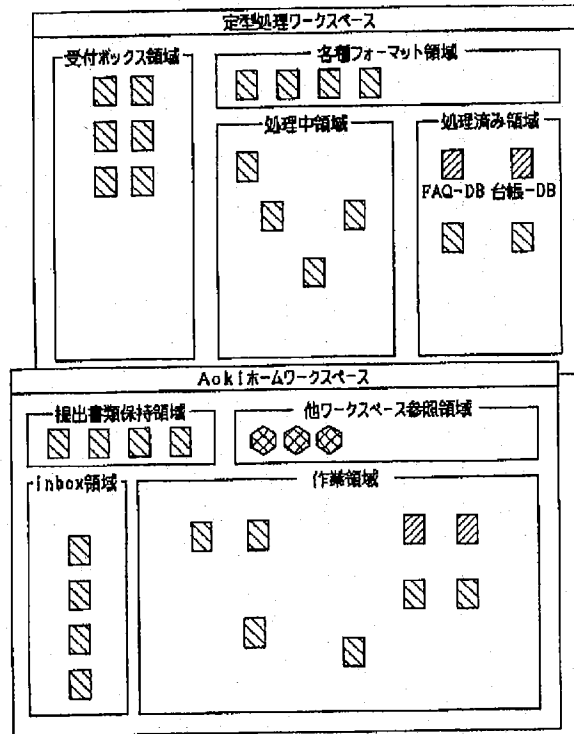 定型処理ワークスペース
受付ボックス領域
各種フォーマット領域
処理中領域
処理済み領域
FAQ-DB 台帳-DB
Aokiホームワークスペース
提出書類保持領域
他ワークスペース参照領域
inbox領域
作業領域